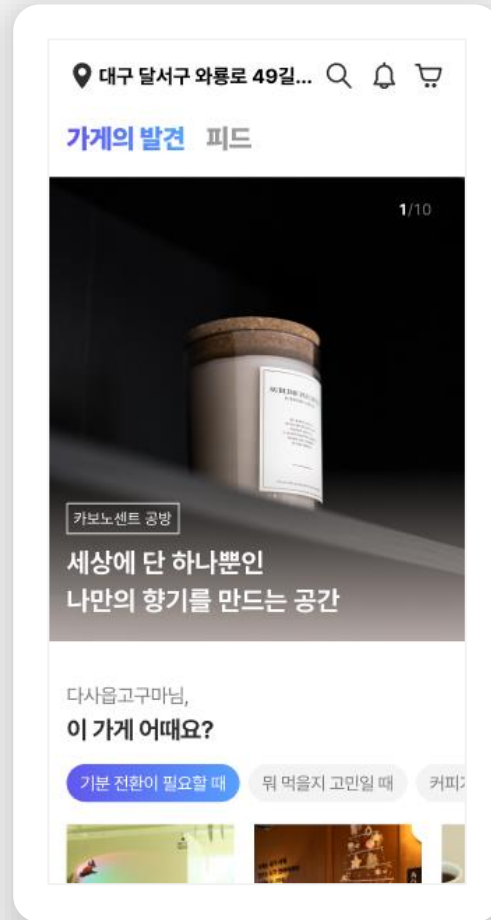 대구 달서구 와룡로 49길...
가게의 발견 피드
1/10
카보노센트 공방
세상에 단 하나뿐인
나만의 향기를 만드는 공간
다사읍고구마님,
이 가게 어때요?
기분 전환이 필요할 때 뭐 먹을지 고민일 때 커피